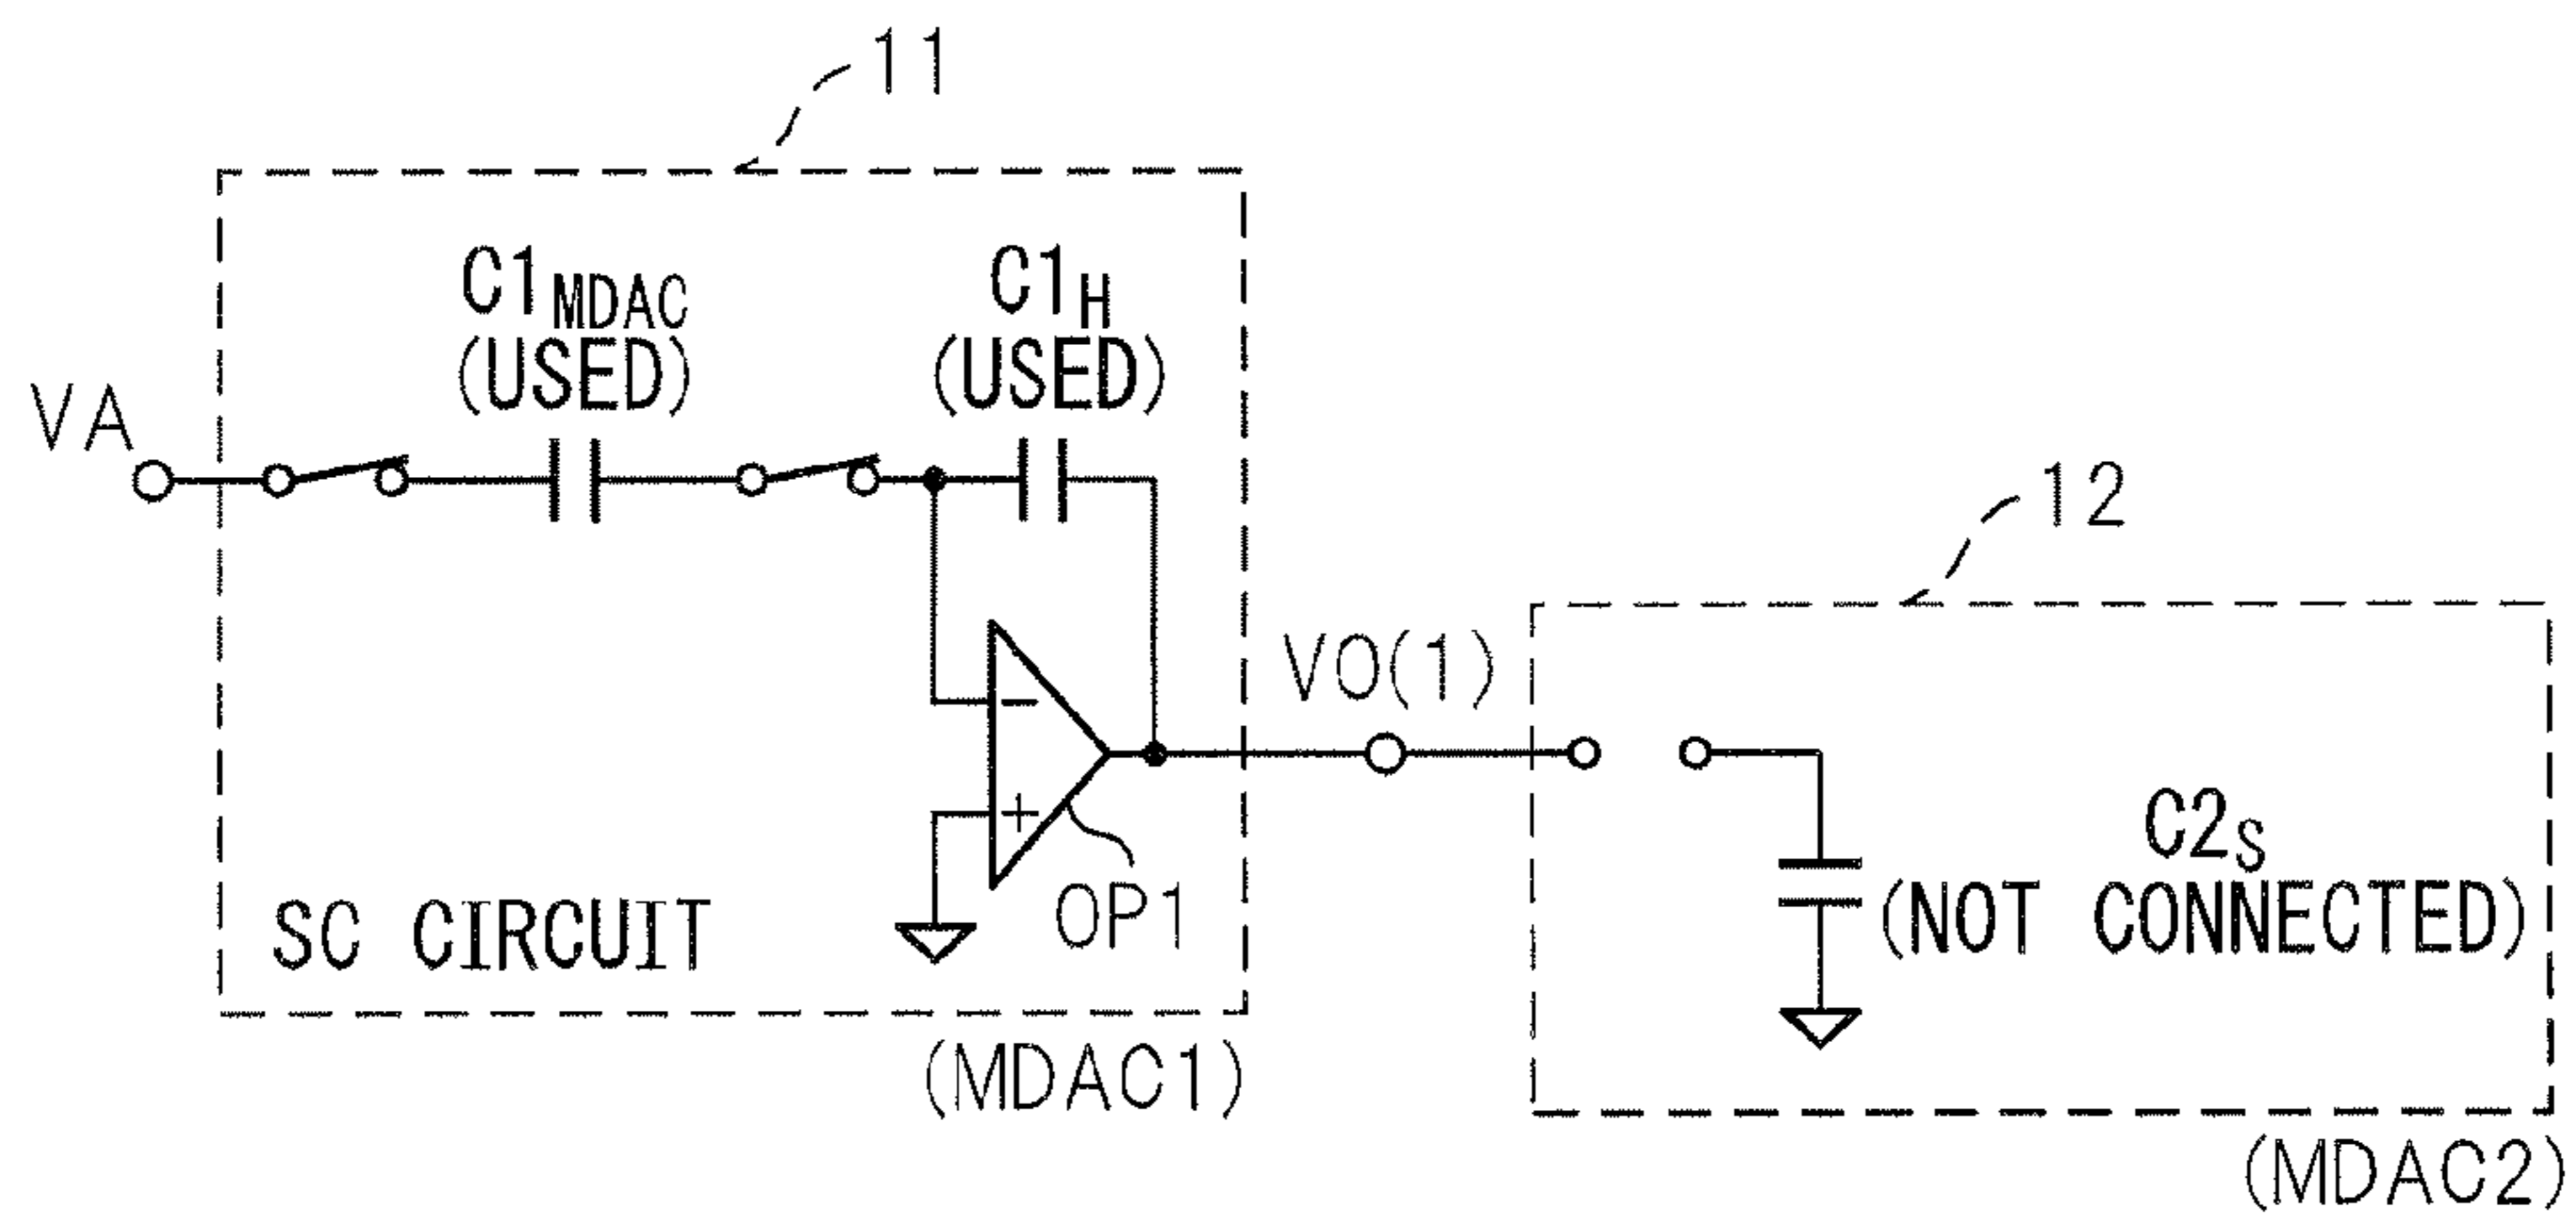 11
C1MDAC
(USED)
C1H
(USED)
VA
12
VO(1)
−
+
OP1
C2S
(NOT CONNECTED)
SC CIRCUIT
(MDAC1)
(MDAC2)